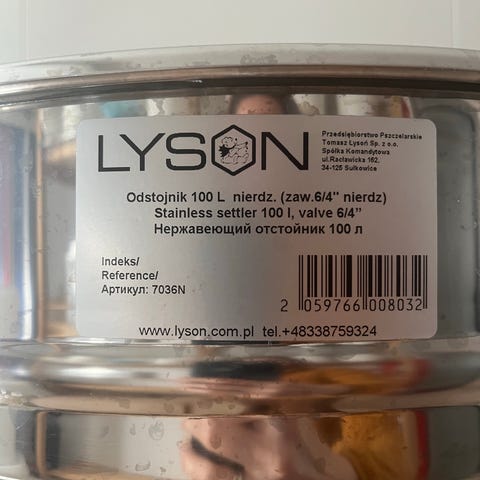 LYSON
Przedsiębiorstwo Pszczelarskie
Tomasz Łysoń Sp. z o.o.
Spółka Komandytowa
ul.Racławicka 162,
34-125 Sułkowice
Odstojnik 100 L nierdz. (zaw.6/4" nierdz)
Stainless settler 100 l, valve 6/4”
Нержавеющий отстойник 100 л
Indeks/
Reference/
Артикул: 7036N
2 059766 008032
www.lyson.com.pl tel.+48338759324